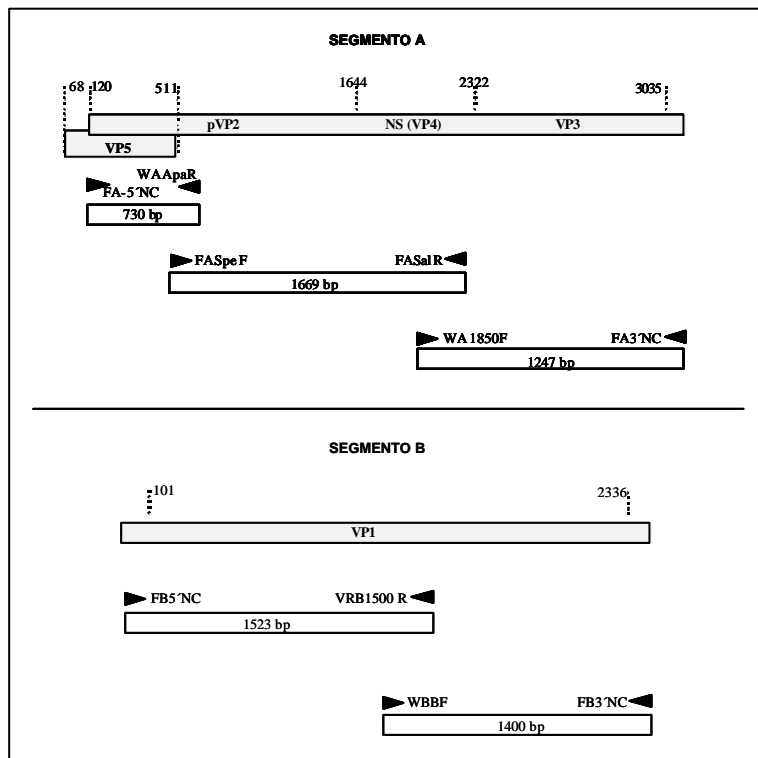 SEGMENTO A
68 120 511 1644 2322 3035
pVP2 NS (VP4) VP3
VP5
WAApaR
FA-5´NC
730 bp
FASpe F FASal R
1669 bp
WA 1850F FA3´NC
1247 bp
SEGMENTO B
101 2336
VP1
FB5´NC VRB1500 R
1523 bp
WBBF FB3´NC
1400 bp